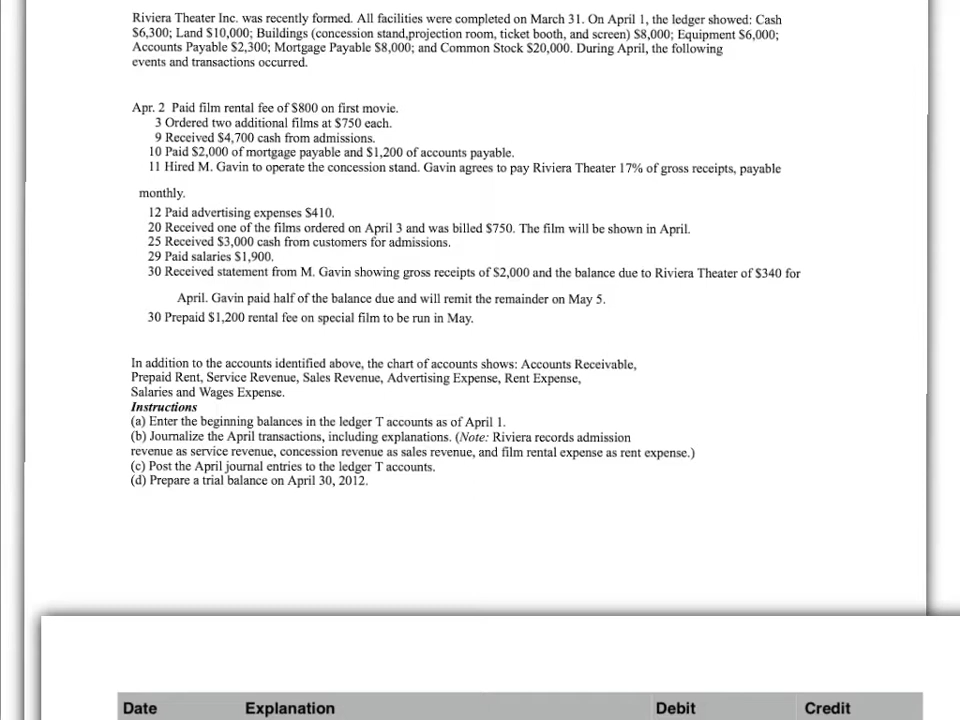 Riviera Theater Inc. was recently formed. All facilities were completed on March 31. On April 1, the ledger showed: Cash
$6,300; Land $10,000; Buildings (concession stand,projection room, ticket booth, and screen) $8,000; Equipment $6,000;
Accounts Payable $2,300; Mortgage Payable $8,000; and Common Stock $20,000. During April, the following
events and transactions occurred.
Apr. 2 Paid film rental fee of $800 on first movie.
3 Ordered two additional films at $750 each.
9 Received $4,700 cash from admissions.
10 Paid $2,000 of mortgage payable and $1,200 of accounts payable.
11 Hired M. Gavin to operate the concession stand. Gavin agrees to pay Riviera Theater 17% of gross receipts, payable
monthly.
12 Paid advertising expenses $410.
20 Received one of the films ordered on April 3 and was billed $750. The film will be shown in April.
25 Received $3,000 cash from customers for admissions.
29 Paid salaries $1,900.
30 Received statement from M. Gavin showing gross receipts of $2,000 and the balance due to Riviera Theater of $340 for
April. Gavin paid half of the balance due and will remit the remainder on May 5.
30 Prepaid $1,200 rental fee on special film to be run in May.
In addition to the accounts identified above, the chart of accounts shows: Accounts Receivable,
Prepaid Rent, Service Revenue, Sales Revenue, Advertising Expense, Rent Expense,
Salaries and Wages Expense.
Instructions
(a) Enter the beginning balances in the ledger T accounts as of April 1.
(b) Journalize the April transactions, including explanations. (Note: Riviera records admission
revenue as service revenue, concession revenue as sales revenue, and film rental expense as rent expense.)
(c) Post the April journal entries to the ledger T accounts.
(d) Prepare a trial balance on April 30, 2012.
Date Explanation Debit Credit